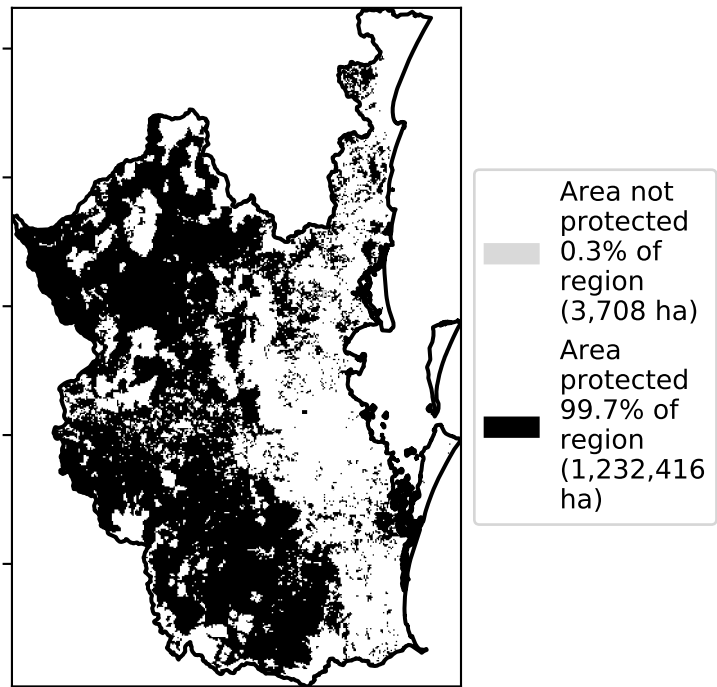 Area not
protected
0.3% of
region
(3,708 ha)
Area
protected
99.7% of
region
(1,232,416
ha)